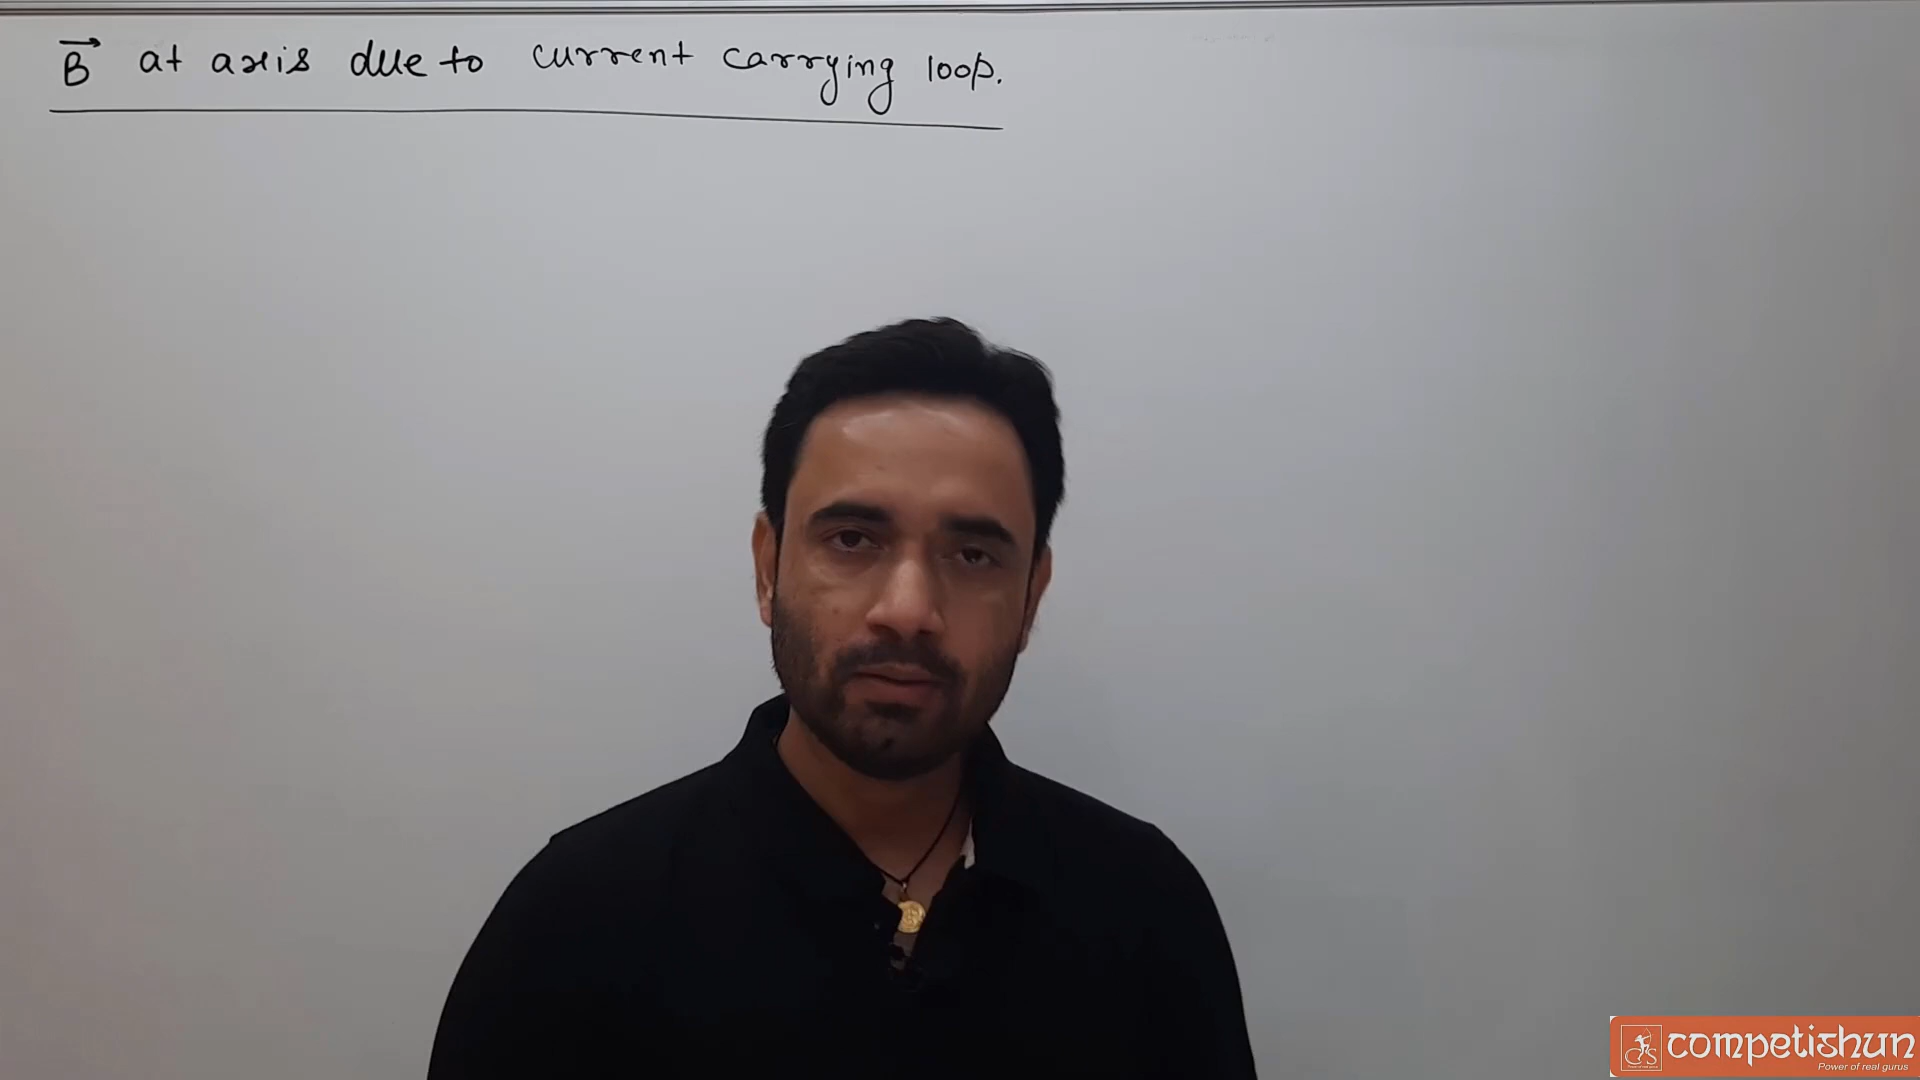 B⃗ at axis due to current carrying loop.
competishun
Power of real gurus